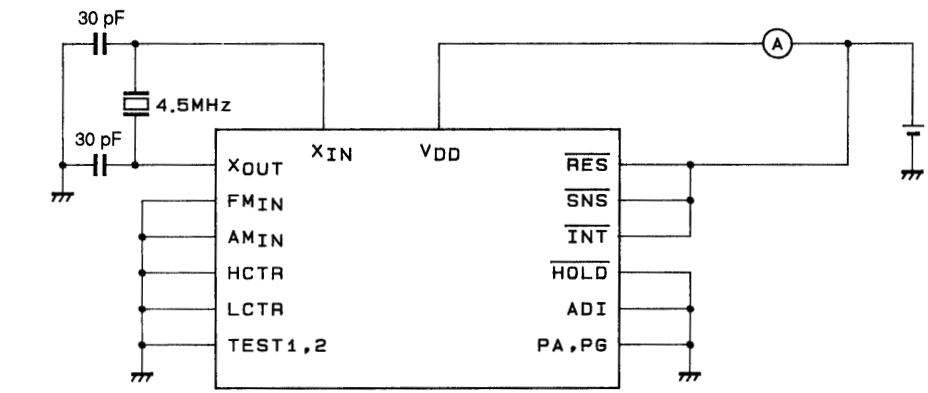 30 pF
A
4.5MHz
30 pF
XIN
VDD
XOUT
RES
FMIN
SNS
AMIN
INT
HCTR
HOLD
LCTR
ADI
TEST1,2
PA,PG